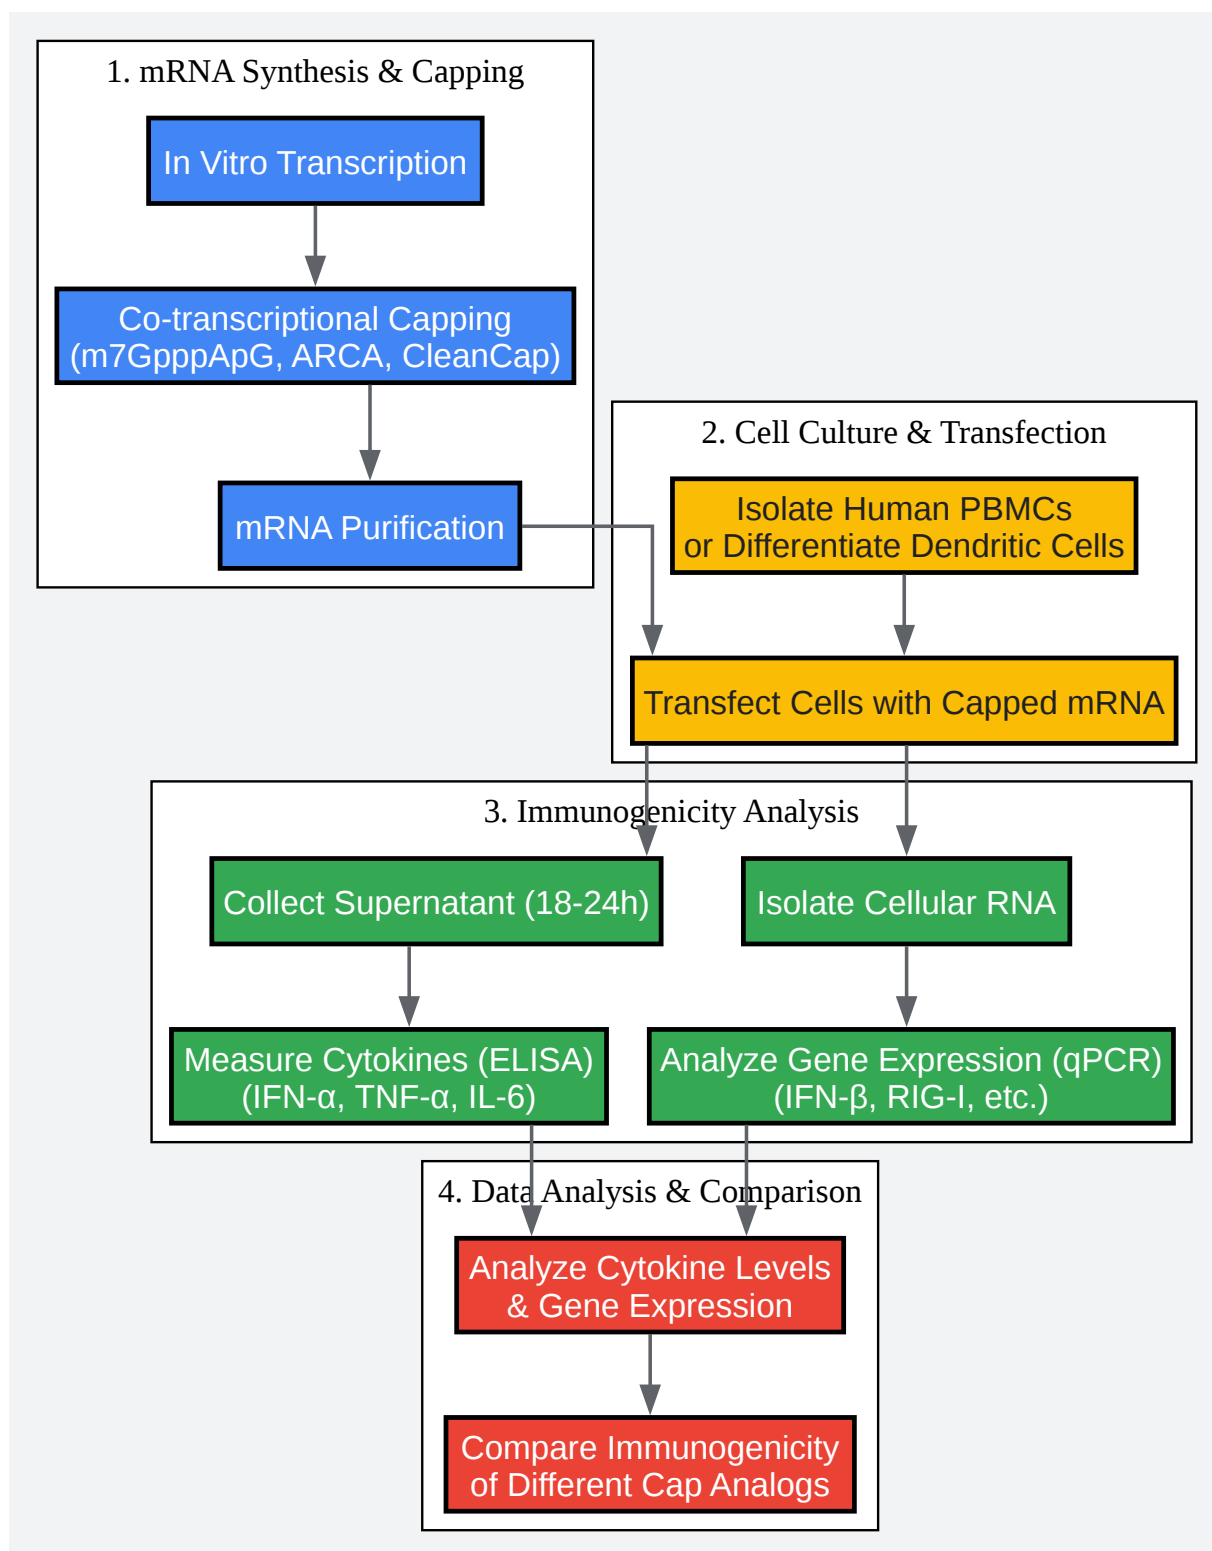 1. mRNA Synthesis & Capping
In Vitro Transcription
Co-transcriptional Capping
(m7GpppApG, ARCA, CleanCap)
mRNA Purification
2. Cell Culture & Transfection
Isolate Human PBMCs
or Differentiate Dendritic Cells
Transfect Cells with Capped mRNA
3. Immunogenicity Analysis
Collect Supernatant (18-24h)
Isolate Cellular RNA
Measure Cytokines (ELISA)
(IFN-α, TNF-α, IL-6)
Analyze Gene Expression (qPCR)
(IFN-β, RIG-I, etc.)
4. Data Analysis & Comparison
Analyze Cytokine Levels
& Gene Expression
Compare Immunogenicity
of Different Cap Analogs